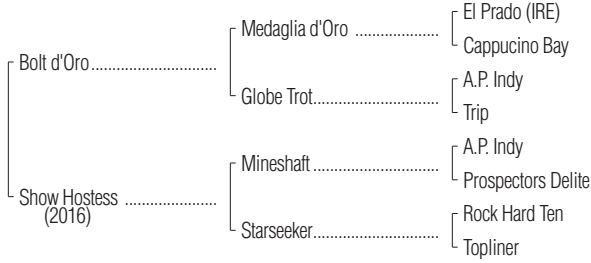 El Prado (IRE)
Medaglia d'Oro ..................
Cappucino Bay
Bolt d'Oro ..............................
A.P. Indy
Globe Trot ..............................
Trip
A.P. Indy
Mineshaft ..............................
Prospectors Delite
Show Hostess ......................
(2016)
Rock Hard Ten
Starseeker ..............................
Topliner